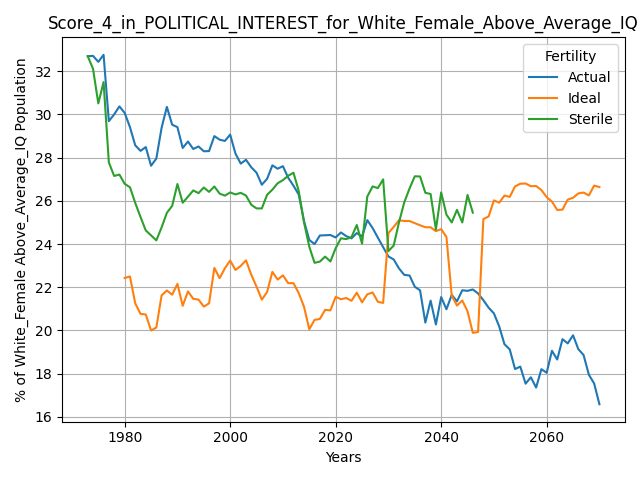 Score_4_in_POLITICAL_INTEREST_for_White_Female_Above_Average_IQ
% of White_Female Above_Average_IQ Population
32
30
28
26
24
22
20
18
16
Fertility
Actual
Ideal
Sterile
1980 2000 2020 2040 2060
Years